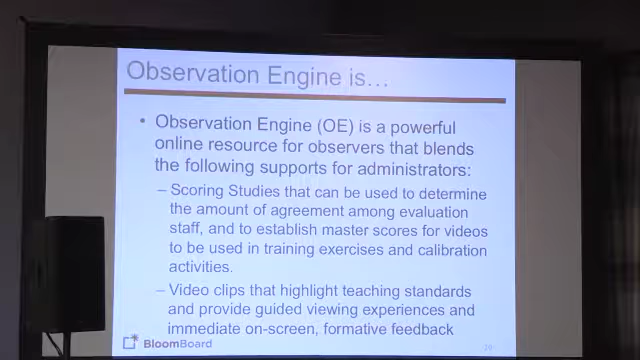 Observation Engine is...
• Observation Engine (OE) is a powerful
online resource for observers that blends
the following supports for administrators:
– Scoring Studies that can be used to determine
the amount of agreement among evaluation
staff, and to establish master scores for videos
to be used in training exercises and calibration
activities.
– Video clips that highlight teaching standards
and provide guided viewing experiences and
immediate on-screen, formative feedback
BloomBoard